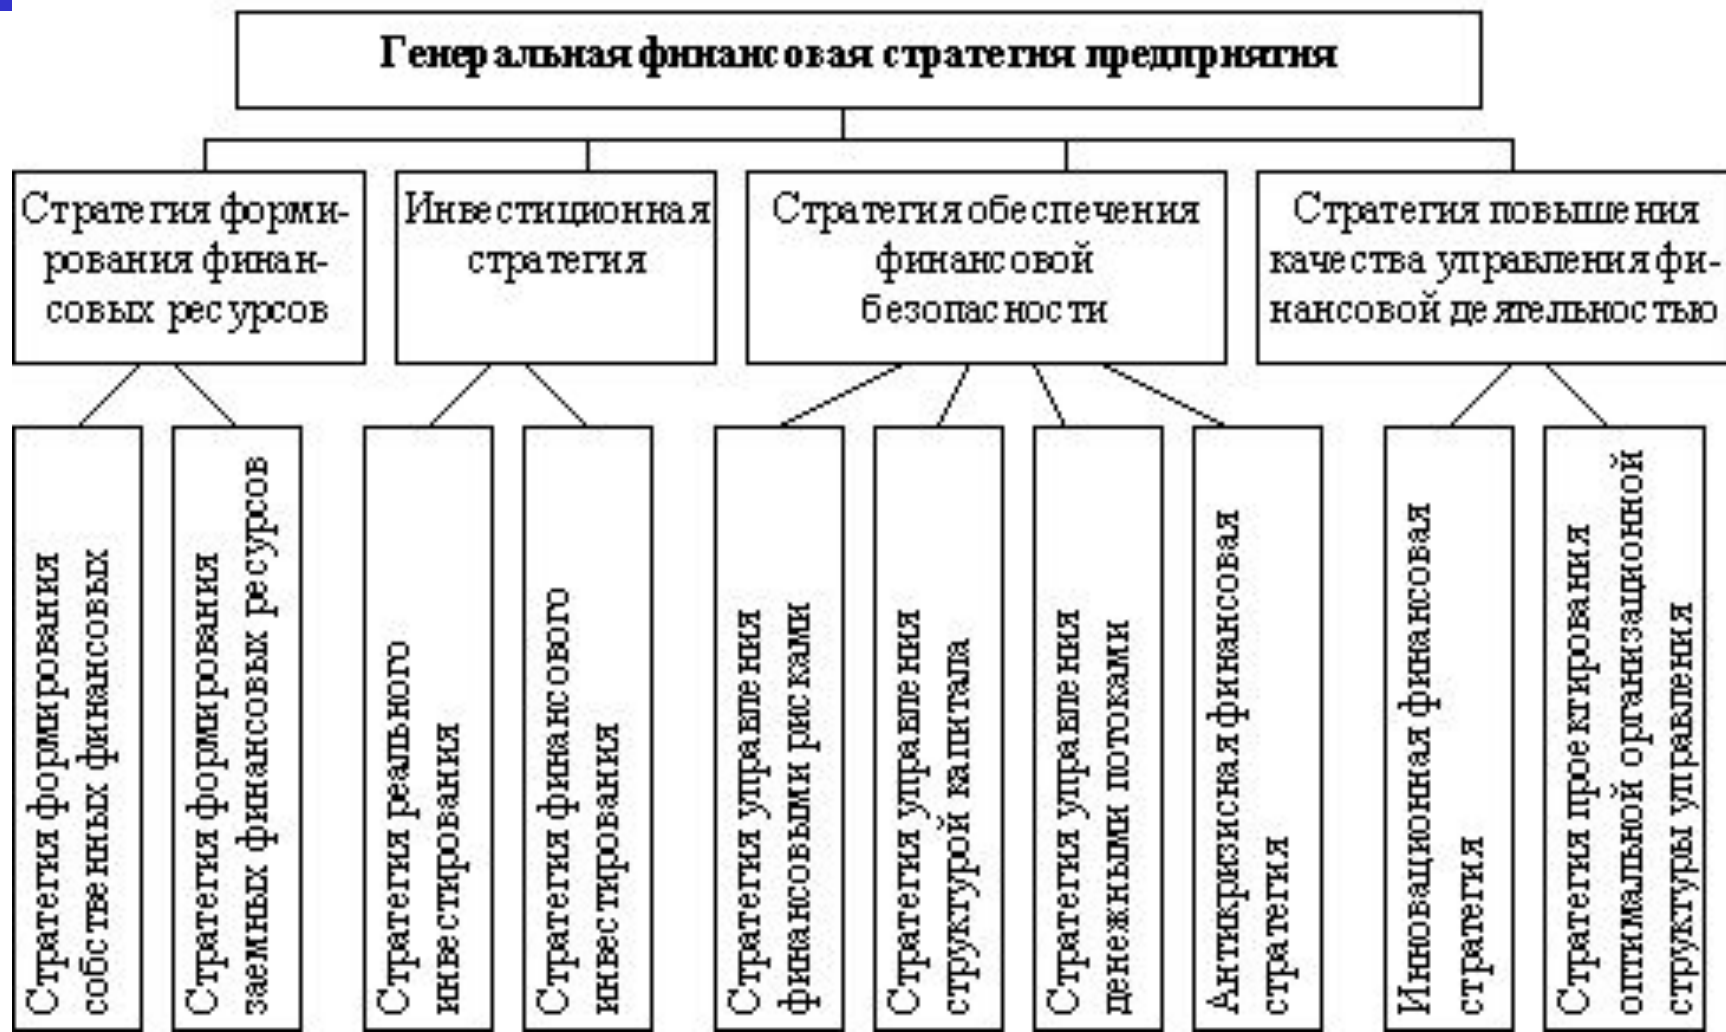 Генеральная финансовая стратегия предприятия
Стратегия форми-
рования финан-
совых ресурсов
Инвестиционная
стратегия
Стратегия обеспечения
финансовой
безопасности
Стратегия повышения
качества управления фи-
нансовой деятельностью
Стратегия формирования
собственных финансовых
Стратегия формирования
заемных финансовых ресурсов
Стратегия реального
инвестирования
Стратегия финансового
инвестирования
Стратегия управления
финансовыми рисками
Стратегия управления
структурой капитала
Стратегия управления
денежными потоками
Антикризисная финансовая
стратегия
Инновационная финансовая
стратегия
Стратегия проектирования
оптимальной организационной
структуры управления